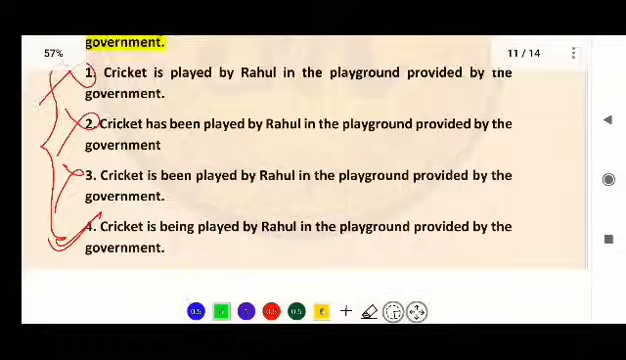 government.
57%
11 / 14
1. Cricket is played by Rahul in the playground provided by the
government.
2. Cricket has been played by Rahul in the playground provided by the
government
3. Cricket is been played by Rahul in the playground provided by the
government.
4. Cricket is being played by Rahul in the playground provided by the
government.